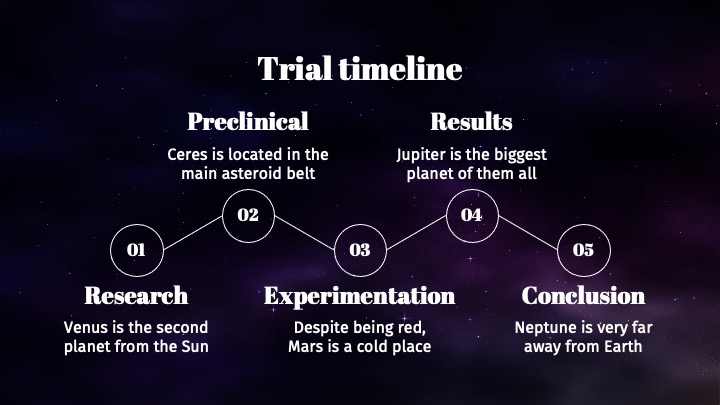 Trial timeline
Preclinical
Ceres is located in the
main asteroid belt
Results
Jupiter is the biggest
planet of them all
01
02
03
04
05
Research
Venus is the second
planet from the Sun
Experimentation
Despite being red,
Mars is a cold place
Conclusion
Neptune is very far
away from Earth